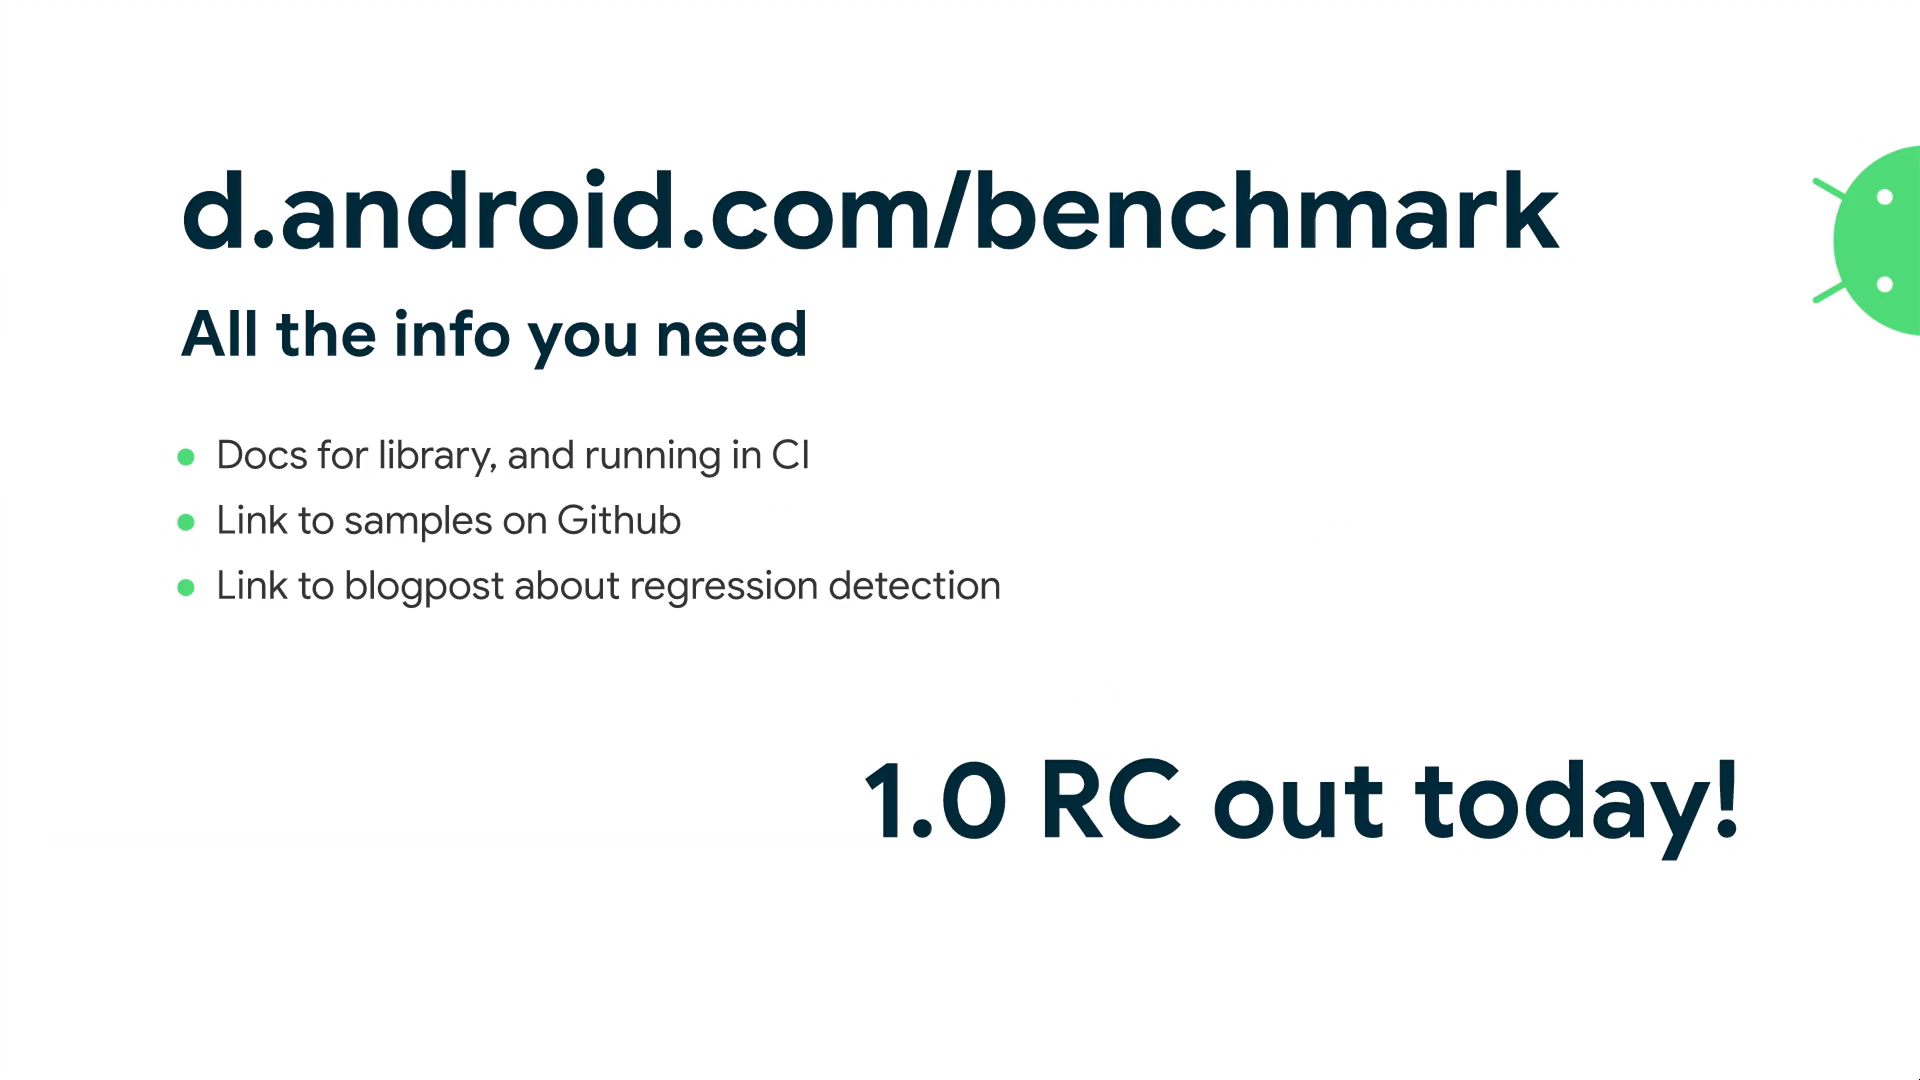 d.android.com/benchmark
All the info you need
Docs for library, and running in CI
Link to samples on Github
Link to blogpost about regression detection
1.0 RC out today!